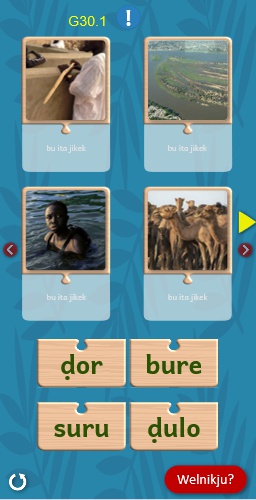 G30.1 !
bu ita jikek
bu ita jikek
bu ita jikek
bu ita jikek
ḍor
bure
suru
ḍulo
Welnikju?